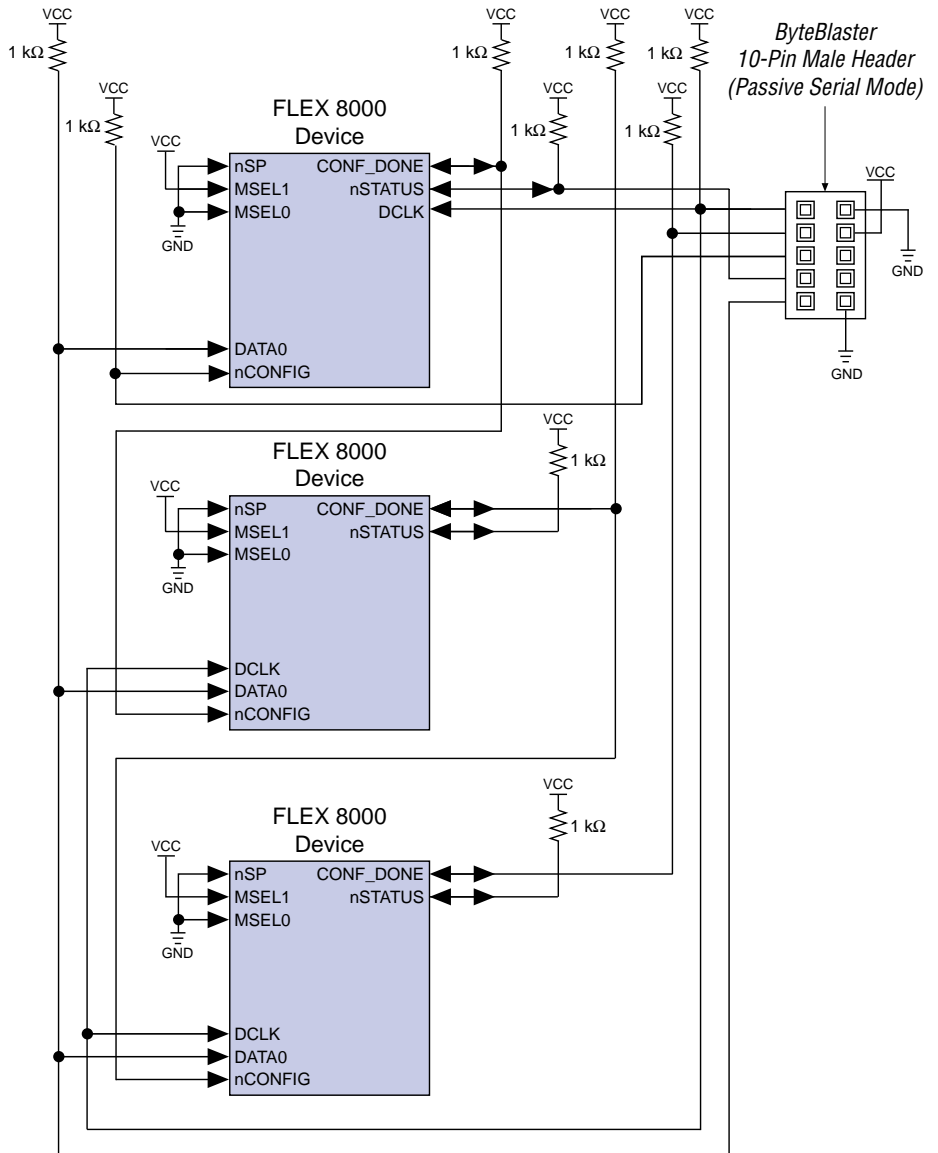 VCC
VCC
VCC
VCC
1 kΩ
1 kΩ
1 kΩ
1 kΩ
ByteBlaster
10-Pin Male Header
(Passive Serial Mode)
VCC
VCC
VCC
1 kΩ
1 kΩ
1 kΩ
FLEX 8000
Device
VCC
nSP
MSEL1
MSEL0
GND
CONF_DONE
nSTATUS
DCLK
DATA0
nCONFIG
VCC
GND
GND
FLEX 8000
Device
VCC
1 kΩ
VCC
nSP
MSEL1
MSEL0
GND
CONF_DONE
nSTATUS
DCLK
DATA0
nCONFIG
FLEX 8000
Device
VCC
1 kΩ
VCC
nSP
MSEL1
MSEL0
GND
CONF_DONE
nSTATUS
DCLK
DATA0
nCONFIG